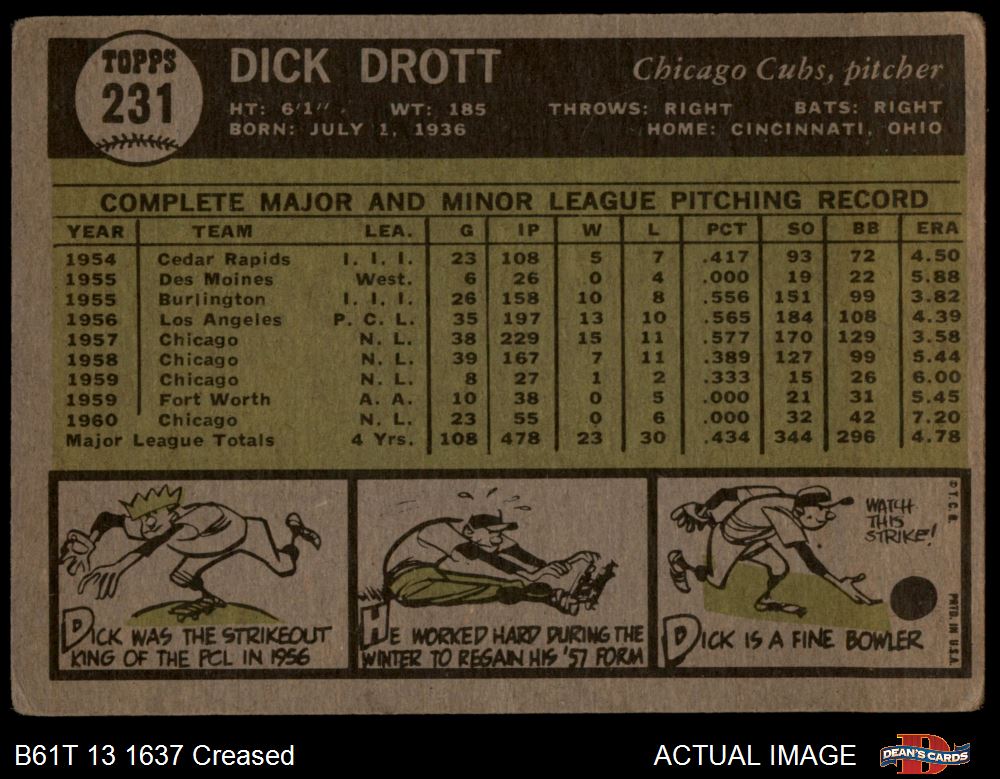 TOPPS
231
DICK DROTT
Chicago Cubs, pitcher
HT: 6'1" . WT: 185 THROWS: RIGHT BATS: RIGHT
BORN: JULY 1, 1936 HOME: CINCINNATI, OHIO
COMPLETE MAJOR AND MINOR LEAGUE PITCHING RECORD
YEAR TEAM LEA. G IP W L PCT SO BB ERA
1954 Cedar Rapids I. I. I. 23 108 5 7 .417 93 72 4.50
1955 Des Moines West. 6 26 0 4 .000 19 22 5.88
1955 Burlington I. I. I. 26 158 10 8 .556 151 99 3.82
1956 Los Angeles P. C. L. 35 197 13 10 .565 184 108 4.39
1957 Chicago N. L. 38 229 15 11 .577 170 129 3.58
1958 Chicago N. L. 39 167 7 11 .389 127 99 5.44
1959 Chicago N. L. 8 27 1 2 .333 15 26 6.00
1959 Fort Worth A. A. 10 38 0 5 .000 21 31 5.45
1960 Chicago N. L. 23 55 0 6 .000 32 42 7.20
Major League Totals 4 Yrs. 108 478 23 30 .434 344 296 4.78
DICK WAS THE STRIKEOUT
KING OF THE PCL IN 1956
HE WORKED HARD DURING THE
WINTER TO REGAIN HIS '57 FORM
WATCH
THIS
STRIKE!
DICK IS A FINE BOWLER
© T. C. G.
PRTD. IN U.S.A.
B61T 13 1637 Creased
ACTUAL IMAGE
D
DEAN'S CARDS